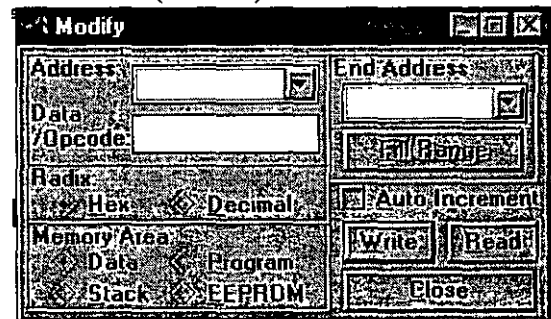 Modify
Address:
End Address:
Data
/Opcode:
Fill Range
Radix:
Hex Decimal
Auto Increment
Memory Area:
Data Program
Stack EEPROM
Write Read
Close